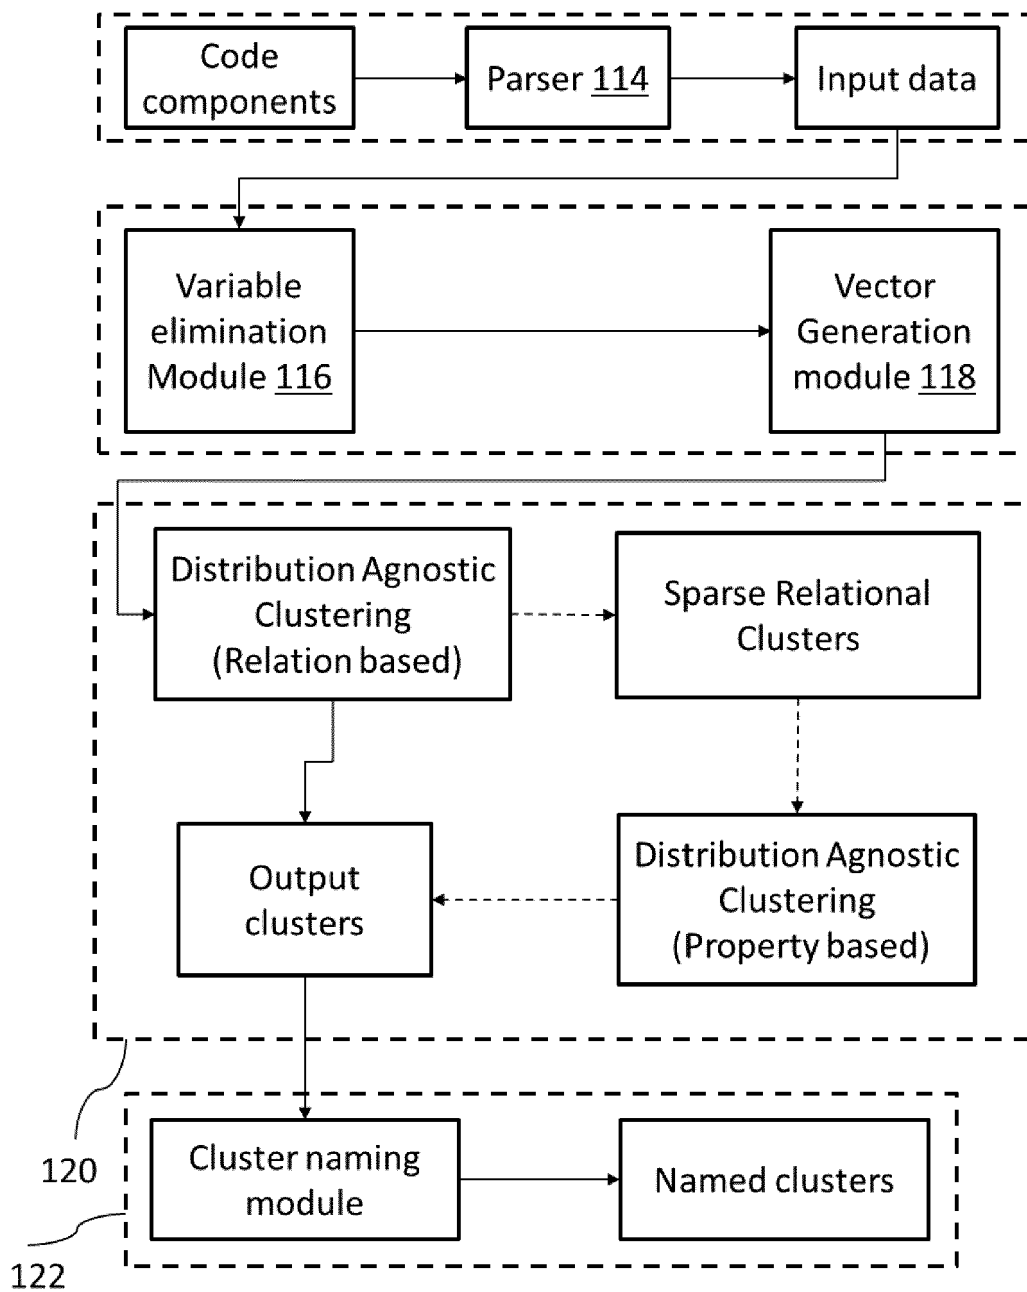 Code
components
Parser 114
Input data
Variable
elimination
Module 116
Vector
Generation
module 118
Distribution Agnostic
Clustering
(Relation based)
Sparse Relational
Clusters
Output
clusters
Distribution Agnostic
Clustering
(Property based)
120
Cluster naming
module
Named clusters
122